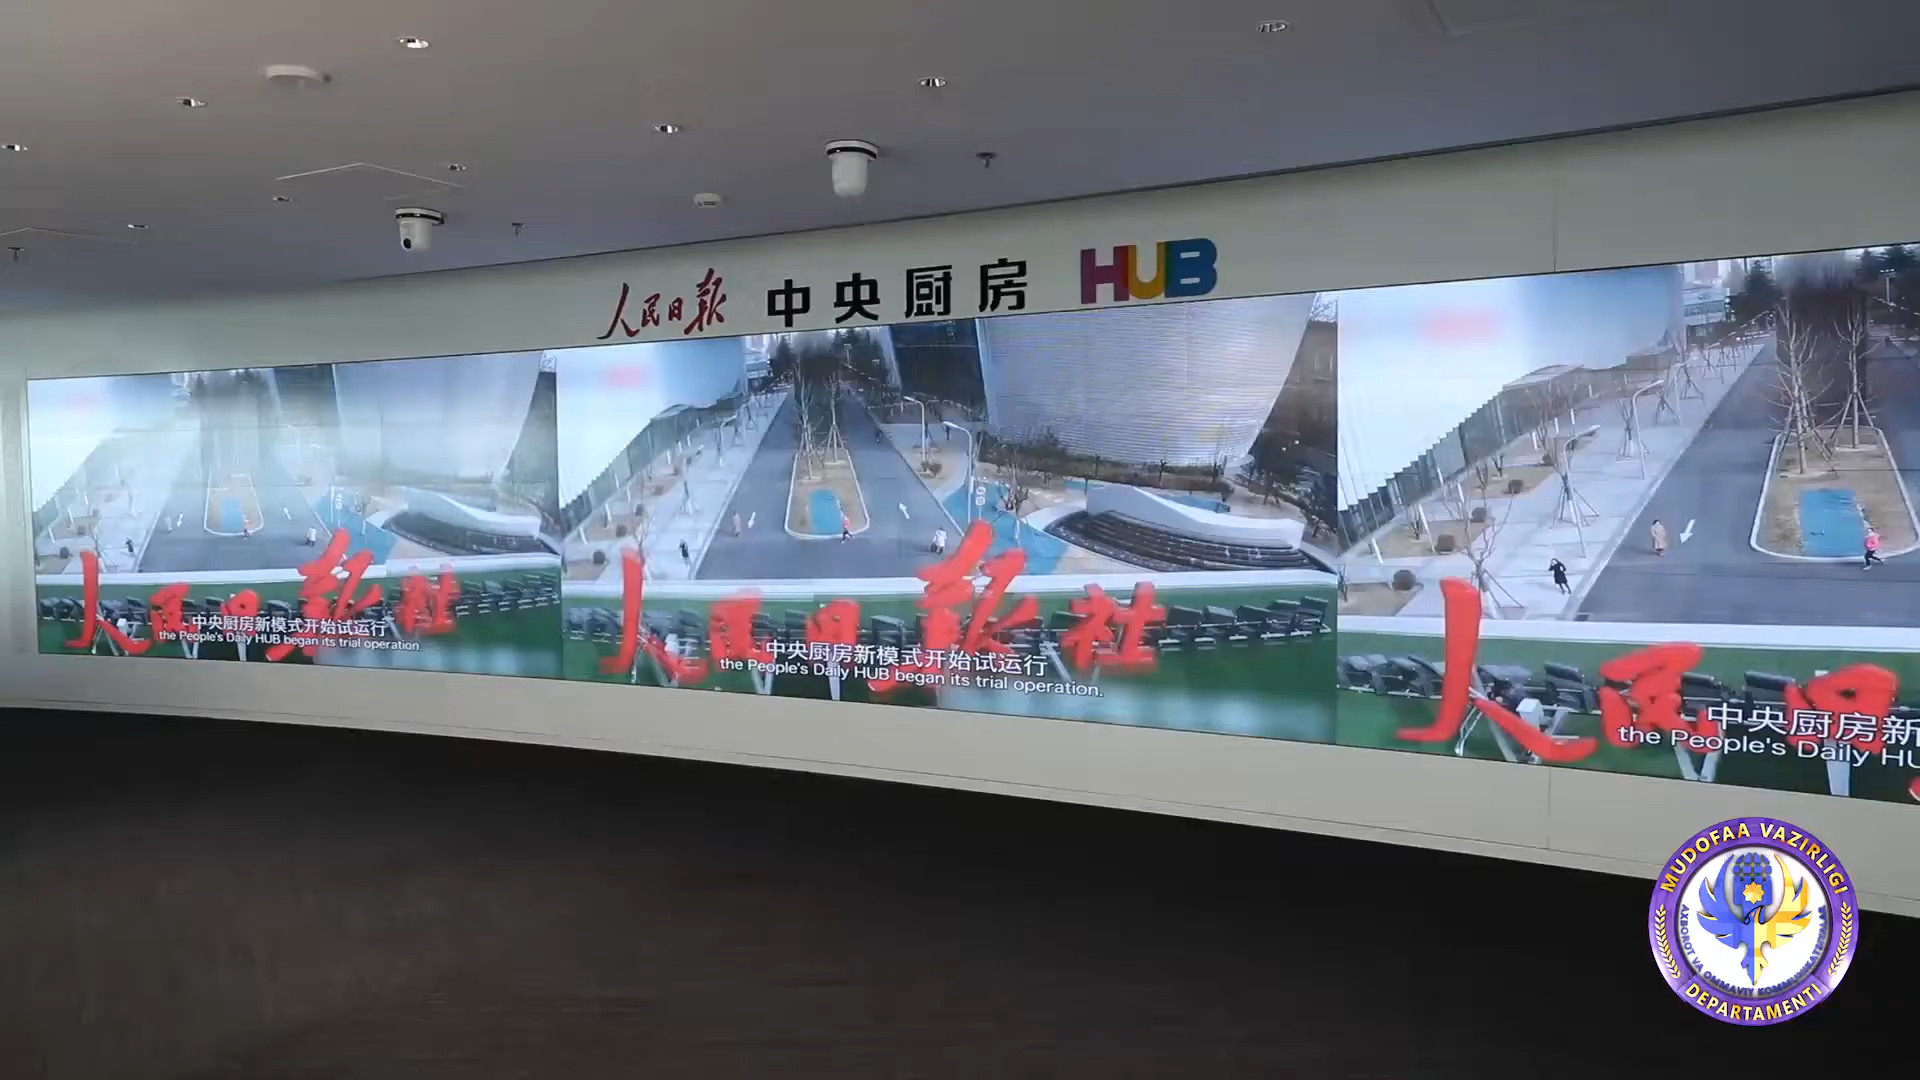 人民日报 中央厨房 HUB
人民日报社
中央厨房新模式开始试运行
the People's Daily HUB began its trial operation.
人民日报社
中央厨房新模式开始试运行
the People's Daily HUB began its trial operation.
人民日
中央厨房新
the People's Daily HU
MUDOFAA VAZIRLIGI
AXBOROT VA OMMAVIY KOMMUNIKATSIYALAR
DEPARTAMENTI